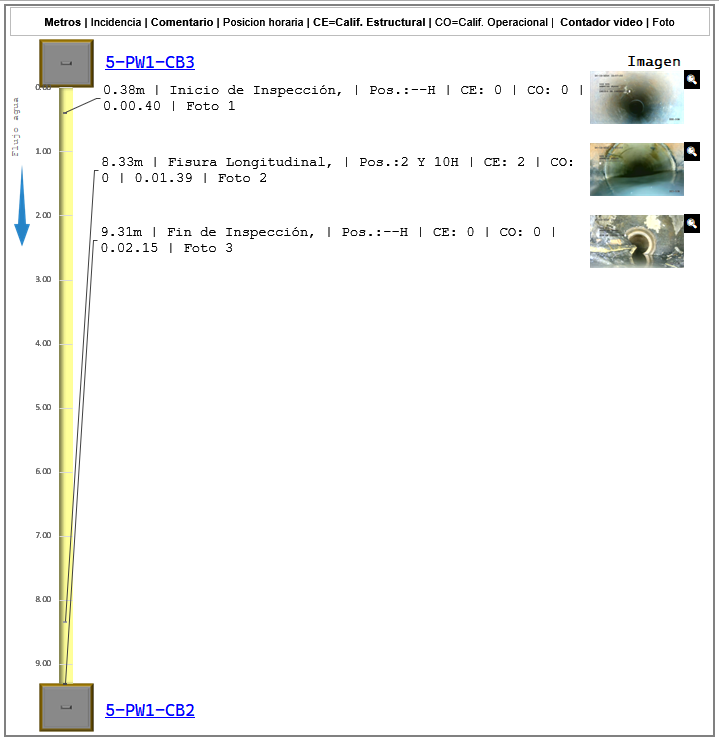 Metros | Incidencia | Comentario | Posicion horaria | CE=Calif. Estructural | CO=Calif. Operacional | Contador video | Foto
5-PW1-CB3
Imagen
0.38m | Inicio de Inspección, | Pos.:--H | CE: 0 | CO: 0 |
0.00.40 | Foto 1
8.33m | Fisura Longitudinal, | Pos.:2 Y 10H | CE: 2 | CO:
0 | 0.01.39 | Foto 2
9.31m | Fin de Inspección, | Pos.:--H | CE: 0 | CO: 0 |
0.02.15 | Foto 3
Flujo agua
0.00
1.00
2.00
3.00
4.00
5.00
6.00
7.00
8.00
9.00
5-PW1-CB2